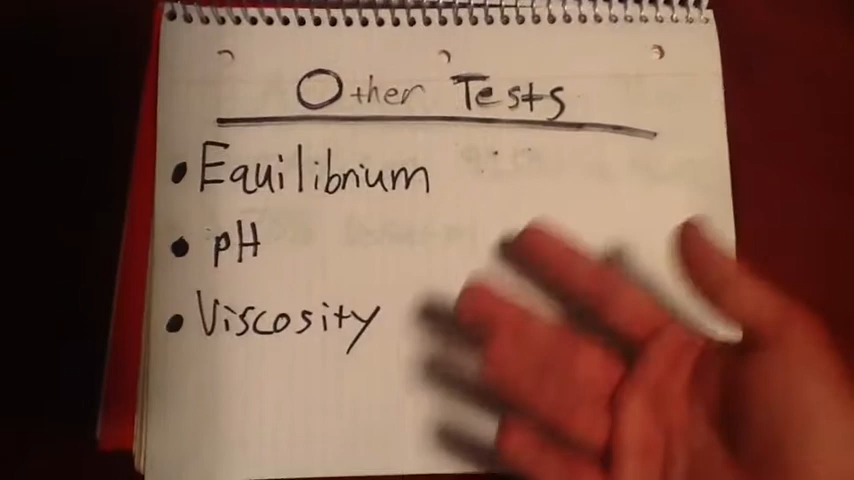 Other Tests
• Equilibrium
• pH
• Viscosity